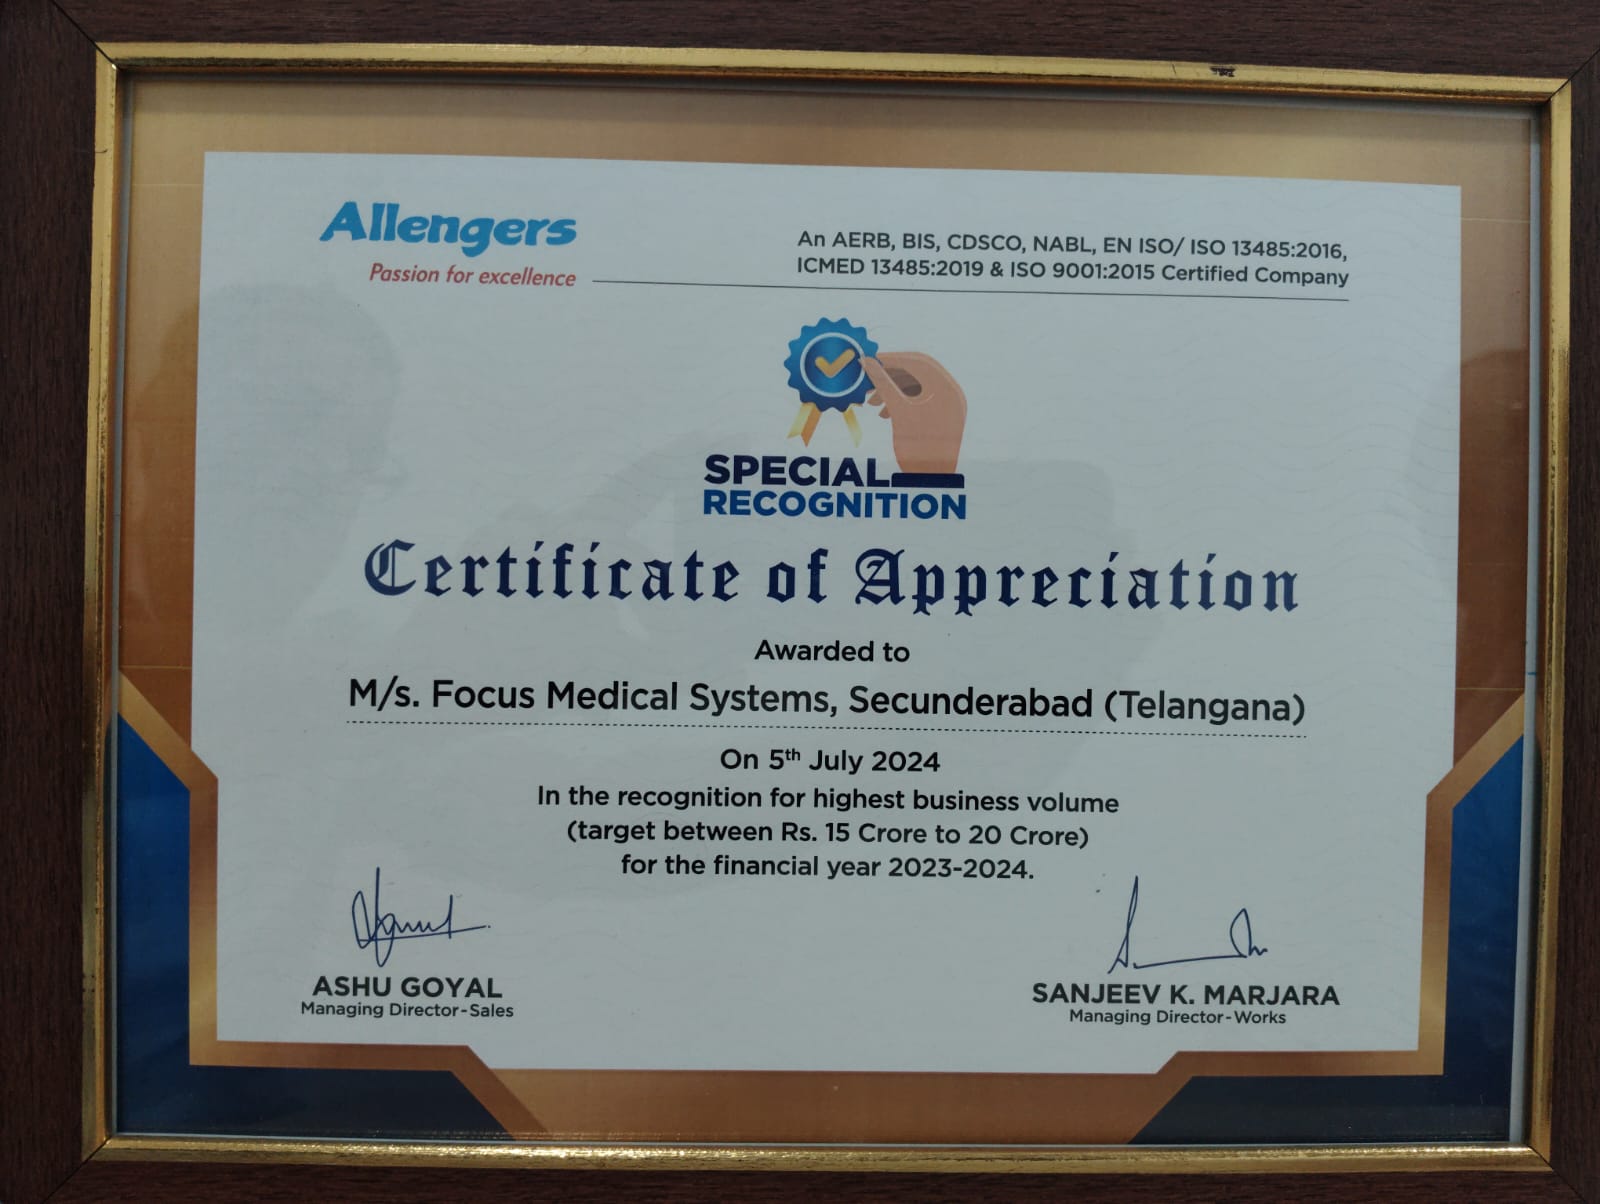 Allengers
Passion for excellence
An AERB, BIS, CDSCO, NABL, EN ISO/ ISO 13485:2016,
ICMED 13485:2019 & ISO 9001:2015 Certified Company
SPECIAL
RECOGNITION
Certificate of Appreciation
Awarded to
M/s. Focus Medical Systems, Secunderabad (Telangana)
On 5th July 2024
In the recognition for highest business volume
(target between Rs. 15 Crore to 20 Crore)
for the financial year 2023-2024.
ASHU GOYAL
Managing Director-Sales
SANJEEV K. MARJARA
Managing Director-Works